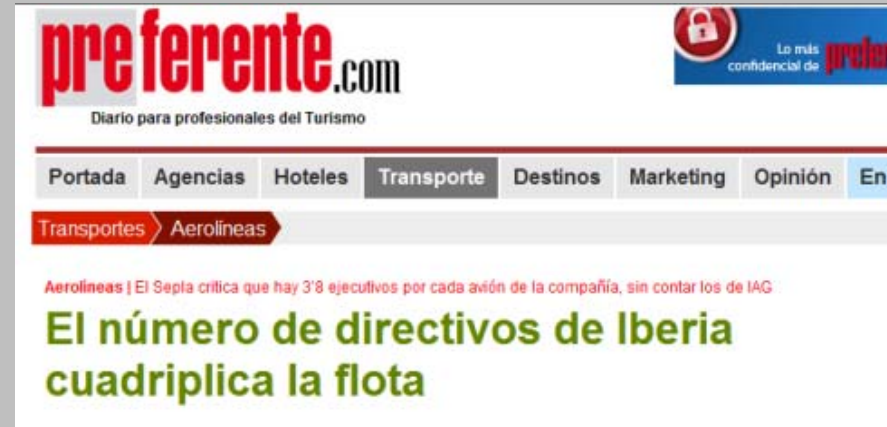 preferente.com
Lo más
confidencial de
Diario para profesionales del Turismo
Portada Agencias Hoteles Transporte Destinos Marketing Opinión En
Transportes Aerolíneas
Aerolíneas | El Sepla critica que hay 3'8 ejecutivos por cada avión de la compañía, sin contar los de IAG
El número de directivos de Iberia
cuadriplica la flota